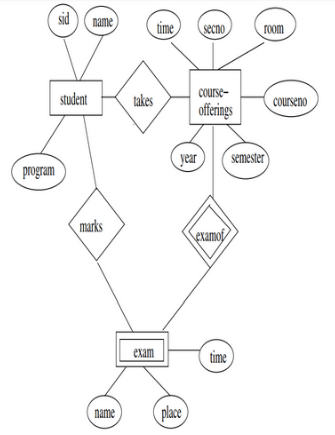 sid
name
time
secno
room
student
takes
course-
offerings
courseno
program
year
semester
marks
examof
exam
time
name
place